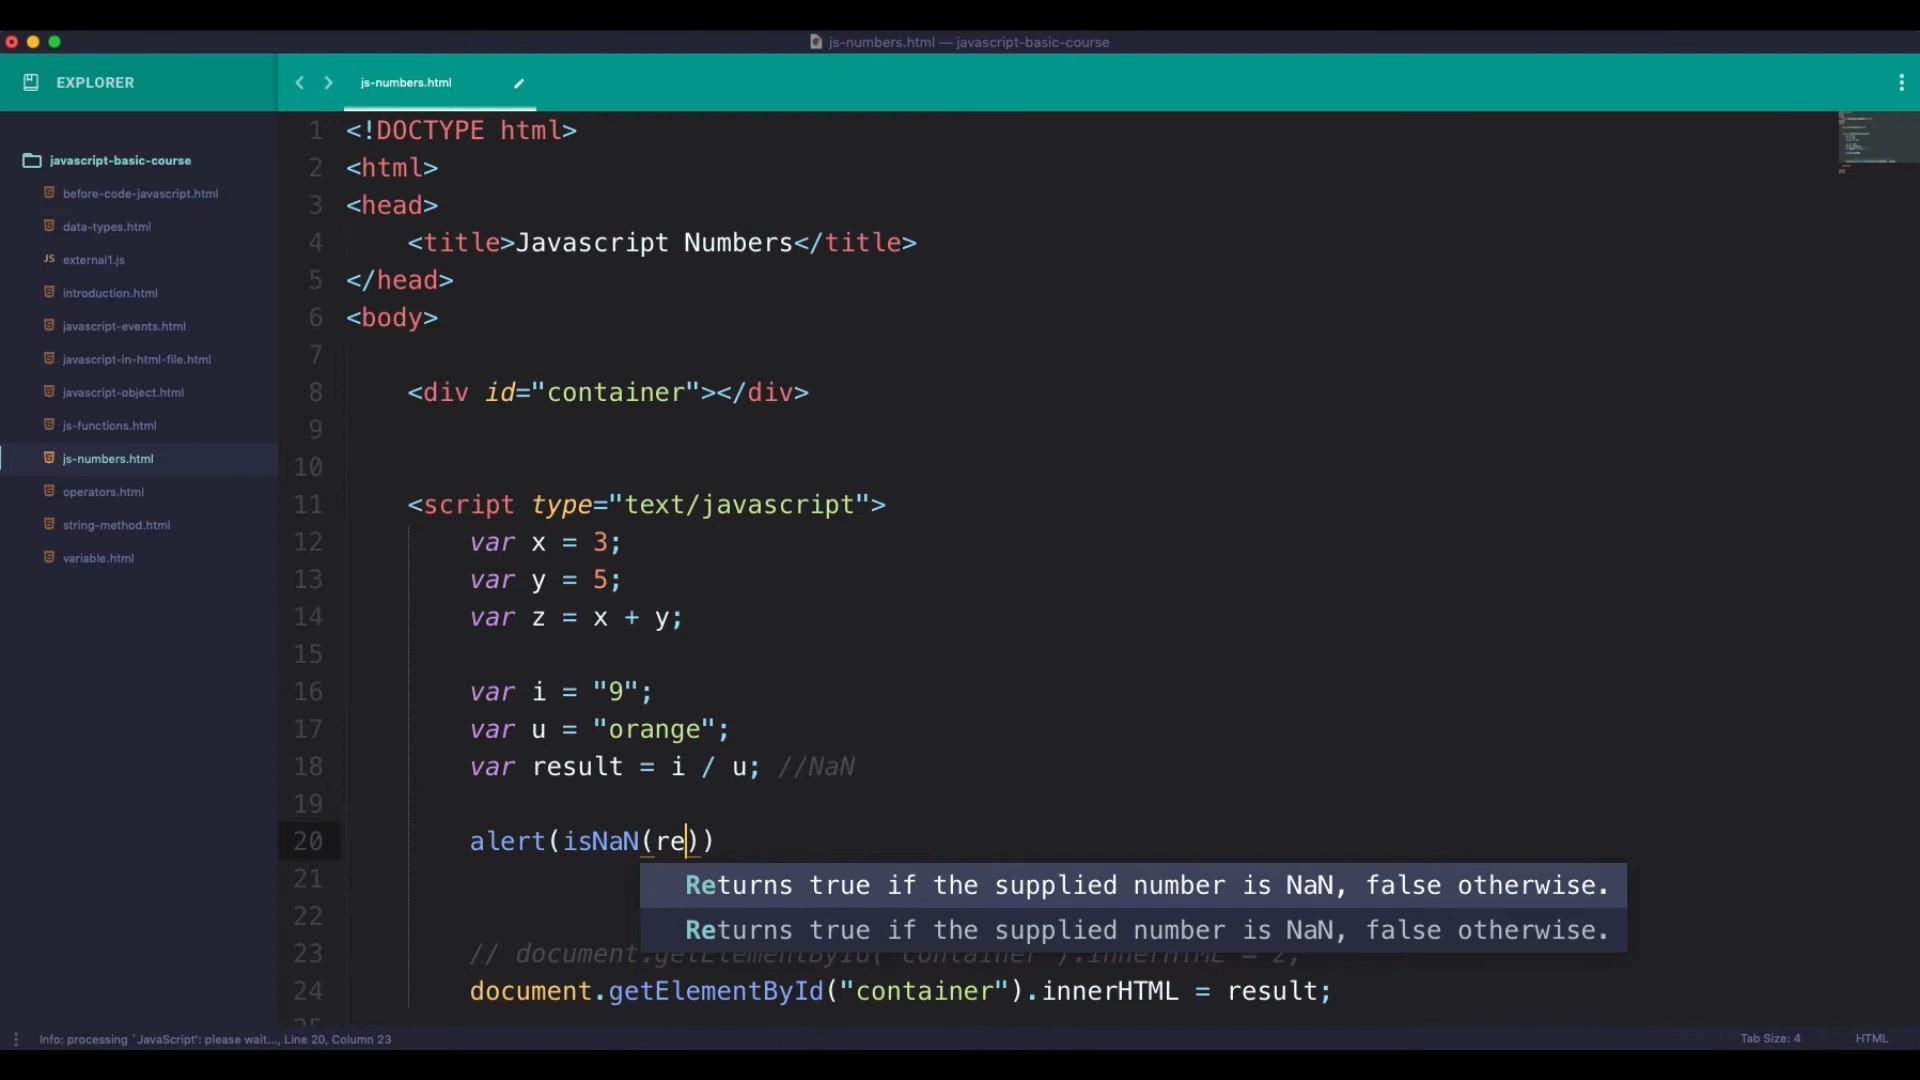 js-numbers.html — javascript-basic-course
EXPLORER
js-numbers.html
javascript-basic-course
before-code-javascript.html
data-types.html
JS external1.js
introduction.html
javascript-events.html
javascript-in-html-file.html
javascript-object.html
js-functions.html
js-numbers.html
operators.html
string-method.html
variable.html
1 <!DOCTYPE html>
2 <html>
3 <head>
4 <title>Javascript Numbers</title>
5 </head>
6 <body>
7
8 <div id="container"></div>
9
10
11 <script type="text/javascript">
12 var x = 3;
13 var y = 5;
14 var z = x + y;
15
16 var i = "9";
17 var u = "orange";
18 var result = i / u; //NaN
19
20 alert(isNaN(re))
Returns true if the supplied number is NaN, false otherwise.
Returns true if the supplied number is NaN, false otherwise.
21
22
23 // document.getElementById("container").innerHTML = 2;
24 document.getElementById("container").innerHTML = result;
25
Info: processing `JavaScript`: please wait..., Line 20, Column 23
Tab Size: 4
HTML